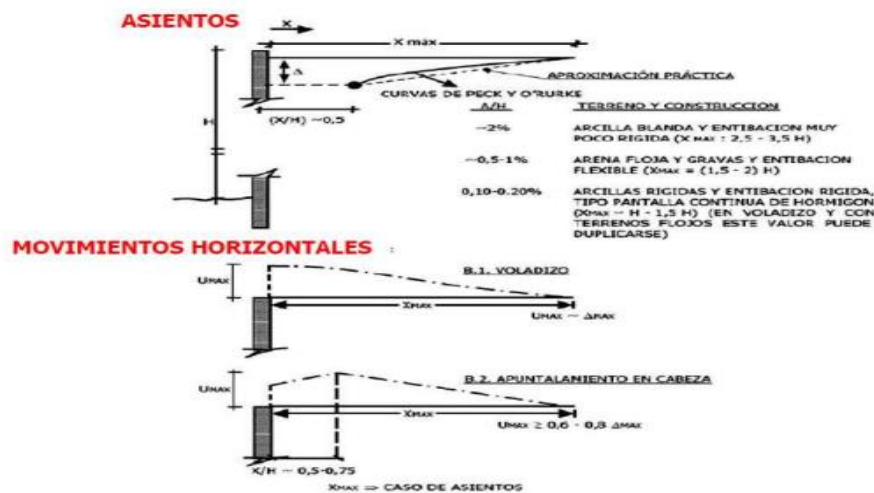 ASIENTOS
X
X máx
Δ
APROXIMACIÓN PRÁCTICA
CURVAS DE PECK Y O'RURKE
(X/H) ~0,5
H
Δ/H TERRENO Y CONSTRUCCION
~2% ARCILLA BLANDA Y ENTIBACION MUY
POCO RIGIDA (X MAX : 2,5 - 3,5 H)
~0,5-1% ARENA FLOJA Y GRAVAS Y ENTIBACION
FLEXIBLE (XMAX = (1,5 - 2) H)
0,10-0.20% ARCILLAS RIGIDAS Y ENTIBACION RIGIDA,
TIPO PANTALLA CONTINUA DE HORMIGON
(XMAX ~ H - 1,5 H) (EN VOLADIZO Y CON
TERRENOS FLOJOS ESTE VALOR PUEDE
DUPLICARSE)
MOVIMIENTOS HORIZONTALES :
B.1. VOLADIZO
UMAX
XMAX
UMAX ~ ΔMAX
B.2. APUNTALAMIENTO EN CABEZA
UMAX
XMAX
UMAX ≥ 0,6 - 0,8 ΔMAX
X/H ~ 0,5-0,75
XMAX => CASO DE ASIENTOS